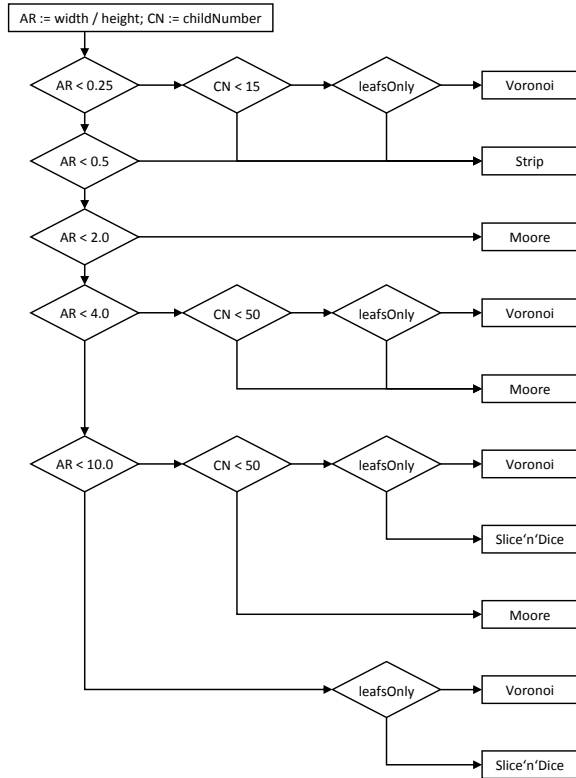 AR := width / height; CN := childNumber
AR < 0.25
CN < 15
leafsOnly
Voronoi
AR < 0.5
Strip
AR < 2.0
Moore
AR < 4.0
CN < 50
leafsOnly
Voronoi
Moore
AR < 10.0
CN < 50
leafsOnly
Voronoi
Slice‘n‘Dice
Moore
leafsOnly
Voronoi
Slice‘n‘Dice